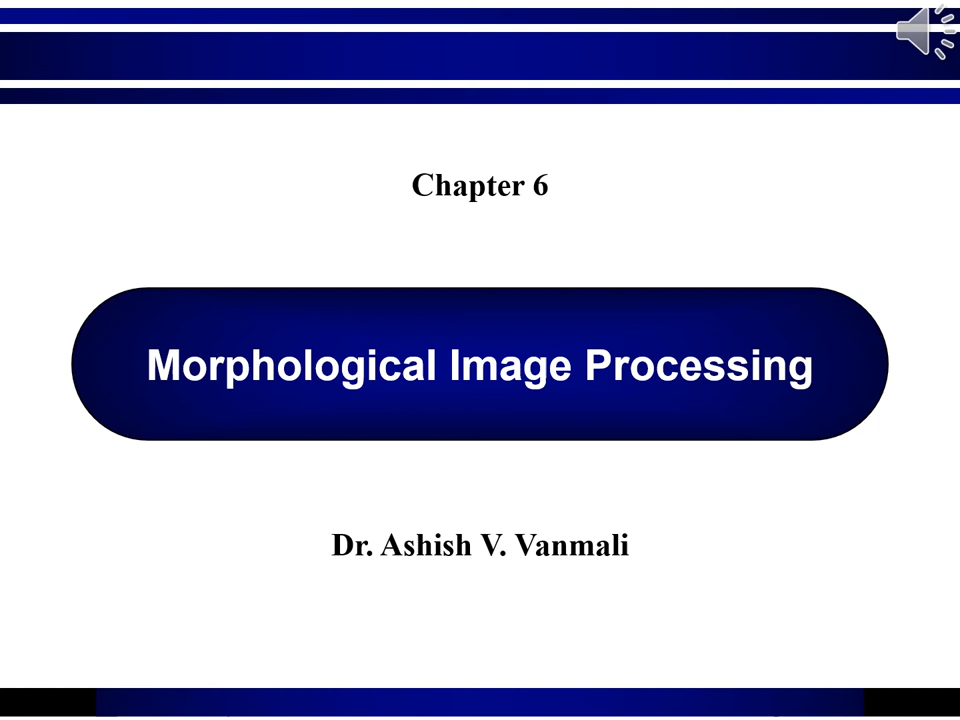 Chapter 6
Morphological Image Processing
Dr. Ashish V. Vanmali